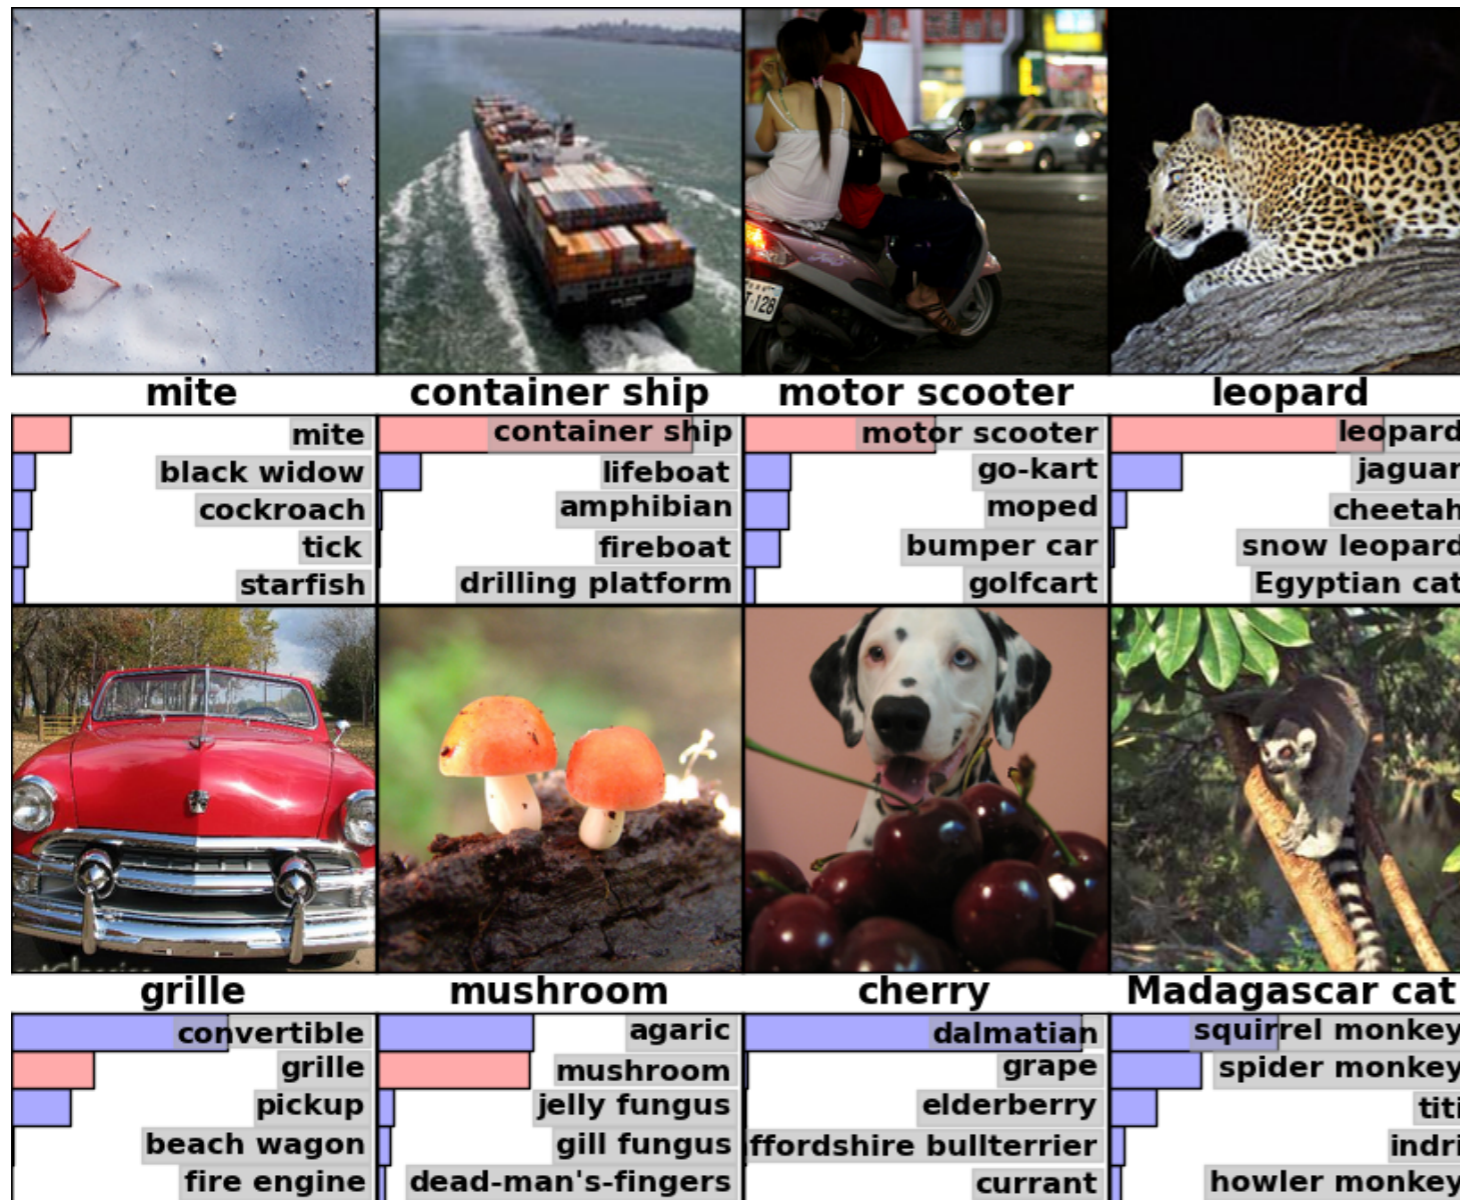 T-128
mite
container ship
motor scooter
leopard
mite
black widow
cockroach
tick
starfish
container ship
lifeboat
amphibian
fireboat
drilling platform
motor scooter
go-kart
moped
bumper car
golfcart
leopard
jaguar
cheetah
snow leopard
Egyptian cat
grille
mushroom
cherry
Madagascar cat
convertible
grille
pickup
beach wagon
fire engine
agaric
mushroom
jelly fungus
gill fungus
dead-man's-fingers
dalmatian
grape
elderberry
ffordshire bullterrier
currant
squirrel monkey
spider monkey
titi
indri
howler monkey